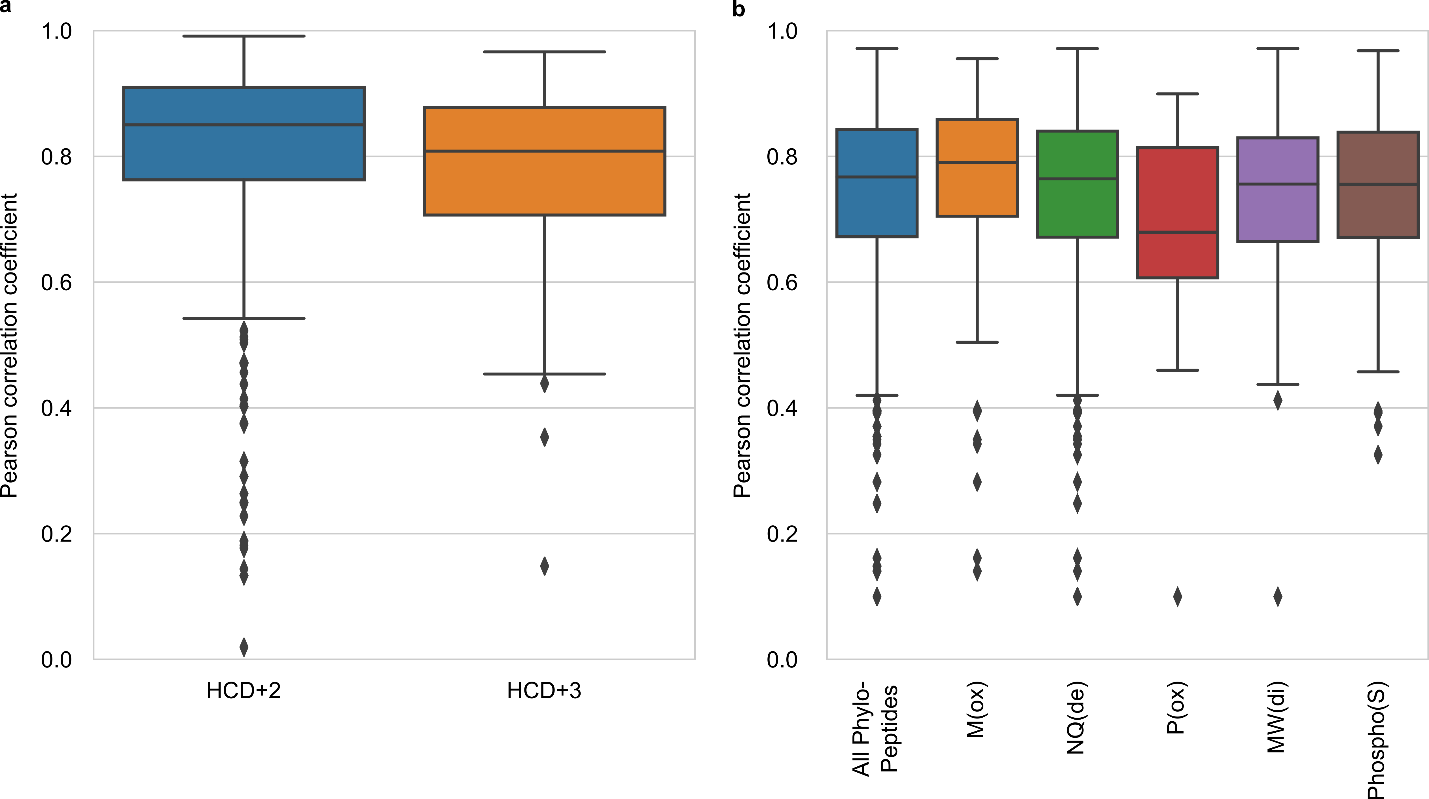 a
1.0
0.8
0.6
0.4
0.2
0.0
Pearson correlation coefficient
HCD+2
HCD+3
b
1.0
0.8
0.6
0.4
0.2
0.0
Pearson correlation coefficient
All Phylo-
Peptides
M(ox)
NQ(de)
P(ox)
MW(di)
Phospho(S)